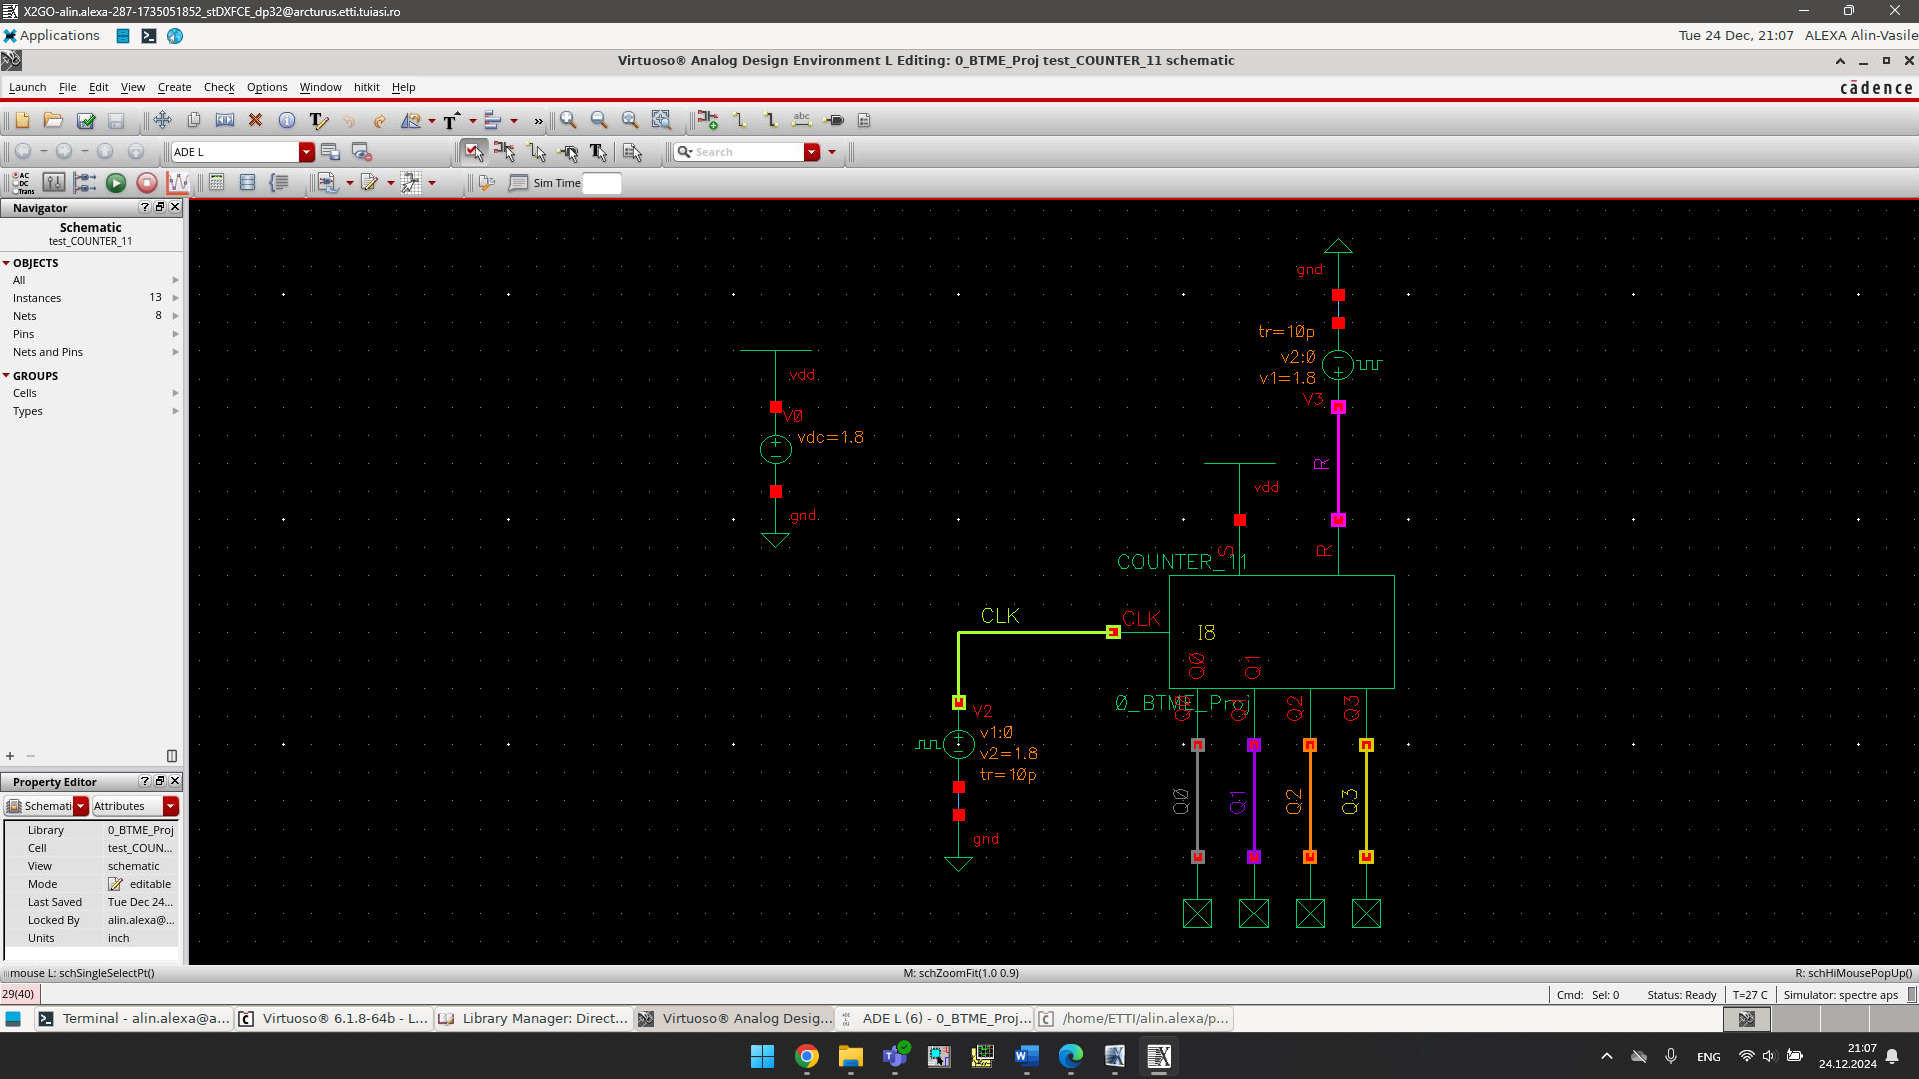 X2GO-alin.alexa-287-1735051852_stDXFCE_dp32@arcturus.etti.tuiasi.ro
Applications
Tue 24 Dec, 21:07 ALEXA Alin-Vasile
Virtuoso® Analog Design Environment L Editing: 0_BTME_Proj test_COUNTER_11 schematic
Launch File Edit View Create Check Options Window hitkit Help
cādence
ADE L
Search
AC
DC
Trans
Sim Time
Navigator
Schematic
test_COUNTER_11
OBJECTS
All
Instances 13
Nets 8
Pins
Nets and Pins
GROUPS
Cells
Types
Property Editor
Schemati Attributes
Library 0_BTME_Proj
Cell test_COUN...
View schematic
Mode editable
Last Saved Tue Dec 24...
Locked By alin.alexa@...
Units inch
gnd
tr=10p
v2:0
v1=1.8
V3
R
vdd
V0
vdc=1.8
gnd
vdd
S
R
COUNTER_11
CLK
CLK
I8
Q0 Q1
0_BTME_Proj
Q0 Q1 Q2 Q3
V2
v1:0
v2=1.8
tr=10p
gnd
Q0 Q1 Q2 Q3
mouse L: schSingleSelectPt()
M: schZoomFit(1.0 0.9)
R: schHiMousePopUp()
29(40)
Cmd: Sel: 0 Status: Ready T=27 C Simulator: spectre aps
Terminal - alin.alexa@a...
Virtuoso® 6.1.8-64b - L...
Library Manager: Direct...
Virtuoso® Analog Desig...
ADE L (6) - 0_BTME_Proj...
/home/ETTI/alin.alexa/p...
ENG
21:07
24.12.2024